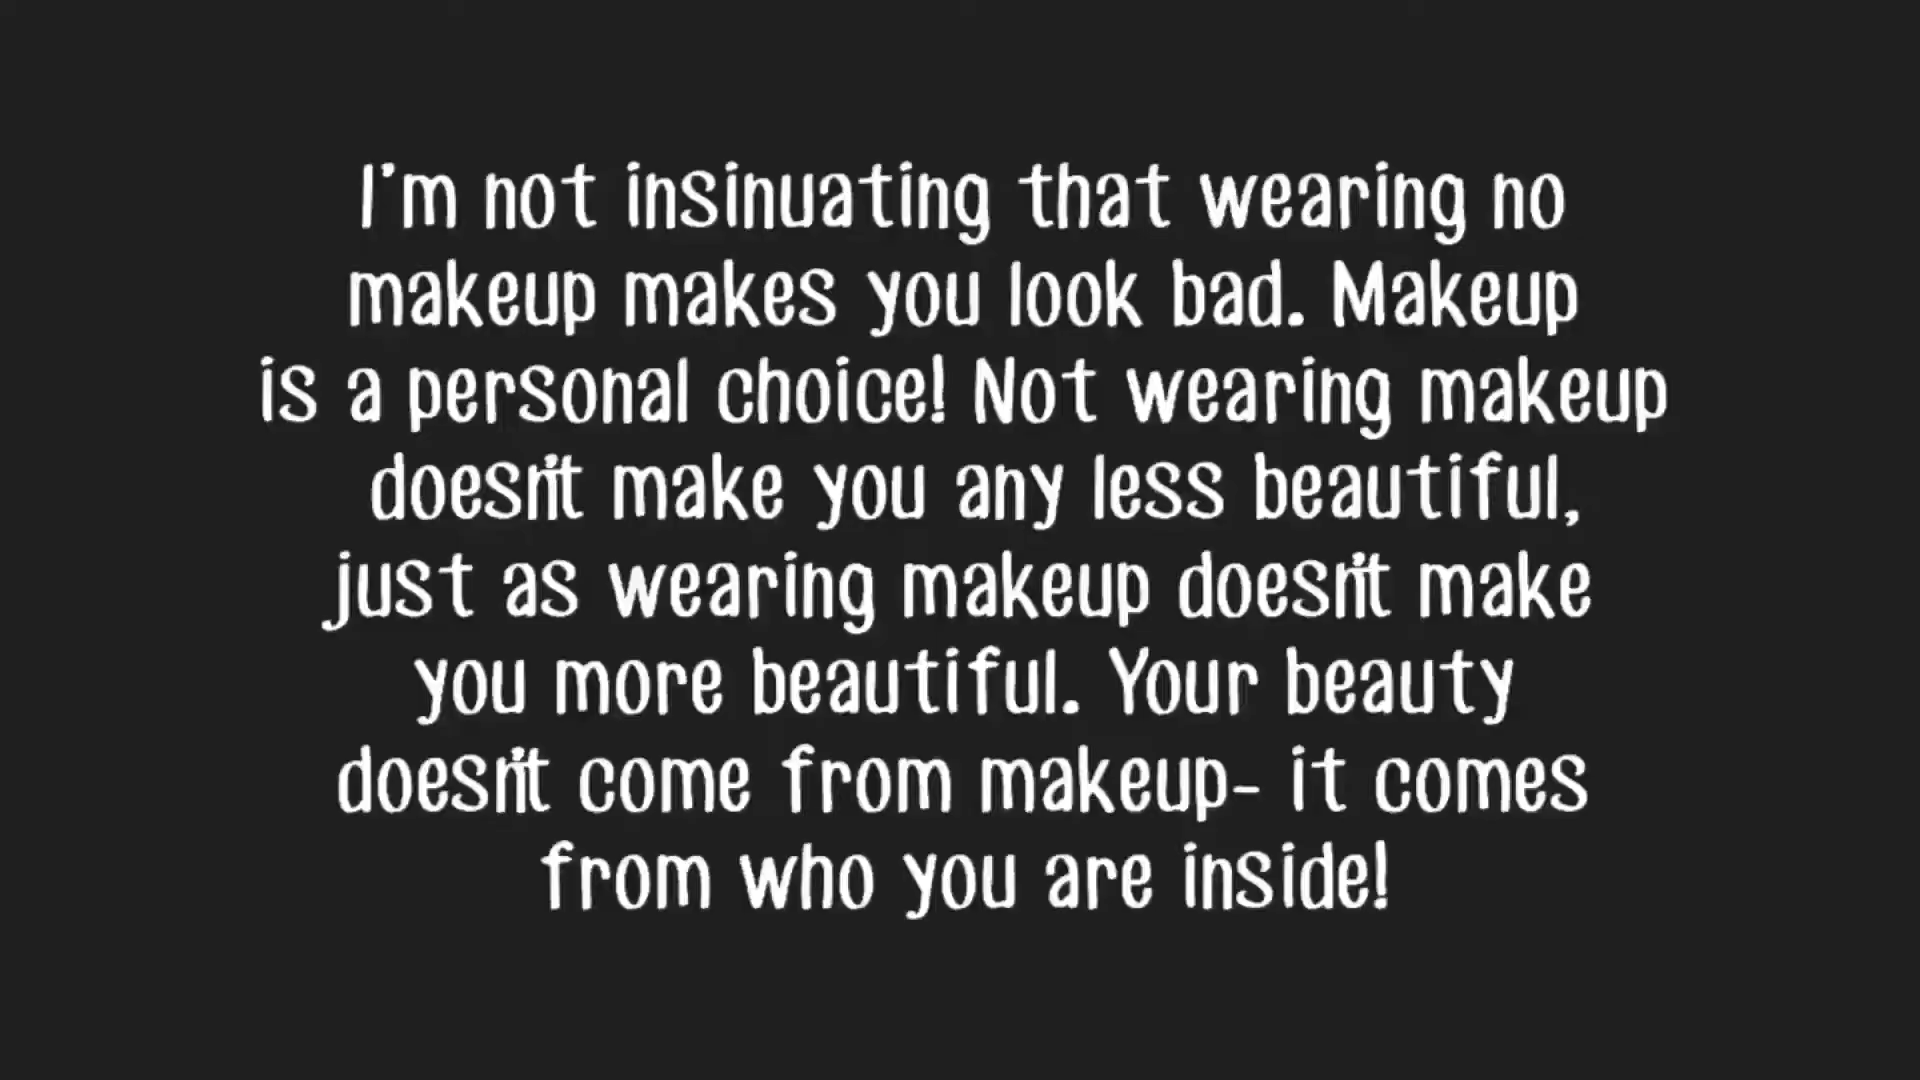 I'm not insinuating that wearing no
makeup makes you look bad. Makeup
is a personal choice! Not wearing makeup
doesn't make you any less beautiful,
just as wearing makeup doesn't make
you more beautiful. Your beauty
doesn't come from makeup- it comes
from who you are inside!